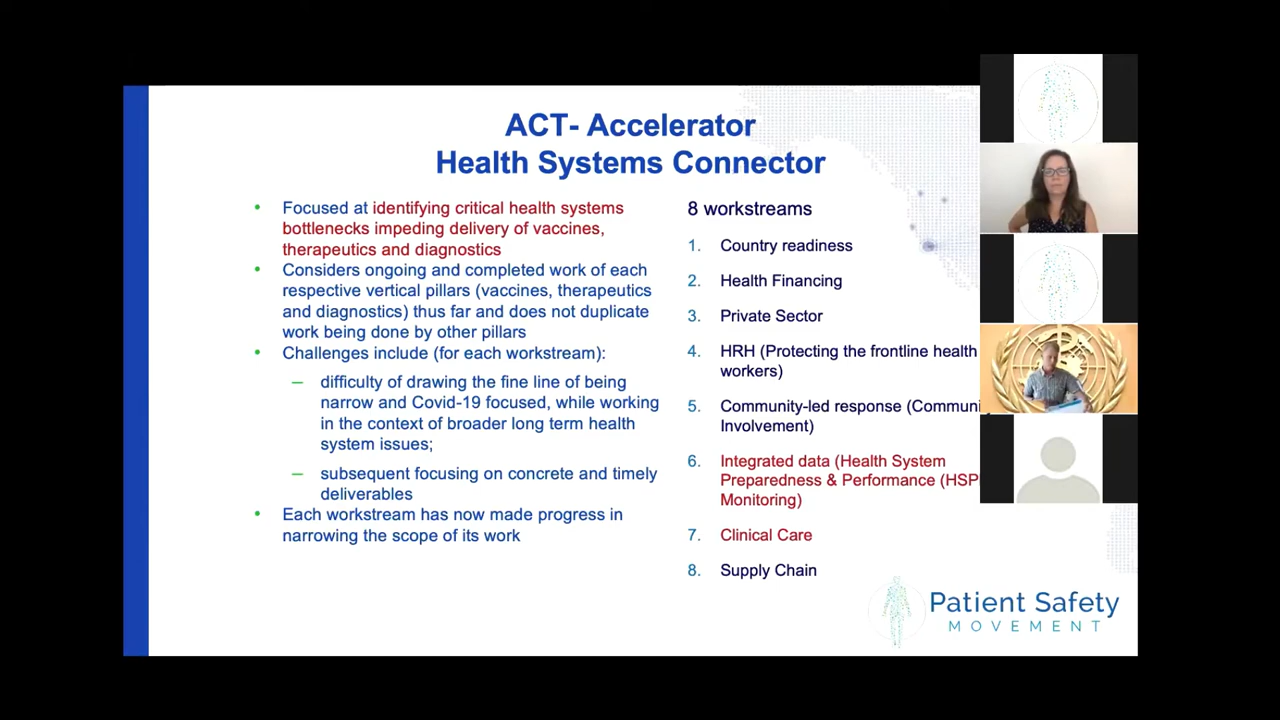 ACT- Accelerator
Health Systems Connector
• Focused at identifying critical health systems
bottlenecks impeding delivery of vaccines,
therapeutics and diagnostics
• Considers ongoing and completed work of each
respective vertical pillars (vaccines, therapeutics
and diagnostics) thus far and does not duplicate
work being done by other pillars
• Challenges include (for each workstream):
– difficulty of drawing the fine line of being
narrow and Covid-19 focused, while working
in the context of broader long term health
system issues;
– subsequent focusing on concrete and timely
deliverables
• Each workstream has now made progress in
narrowing the scope of its work
8 workstreams
1. Country readiness
2. Health Financing
3. Private Sector
4. HRH (Protecting the frontline health
workers)
5. Community-led response (Communi
Involvement)
6. Integrated data (Health System
Preparedness & Performance (HSP
Monitoring)
7. Clinical Care
8. Supply Chain
Patient Safety
MOVEMENT